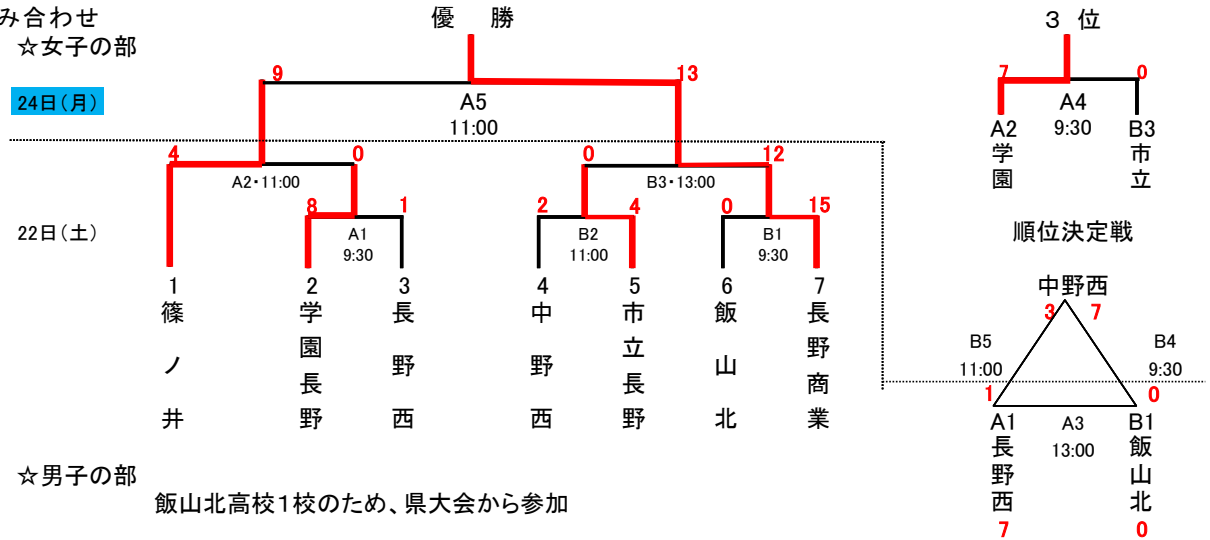 み合わせ
☆女子の部
優 勝
3 位
9
13
7
0
24日(月)
A5
11:00
A4
9:30
A2
学園
B3
市立
4
0
0
12
A2・11:00
B3・13:00
8
1
2
4
0
15
22日(土)
A1
9:30
B2
11:00
B1
9:30
順位決定戦
1
篠ノ井
2
学園長野
3
長野西
4
中野西
5
市立長野
6
飯山北
7
長野商業
中野西
3
7
B5
11:00
B4
9:30
1
0
A1
長野西
7
A3
13:00
B1
飯山北
0
☆男子の部
飯山北高校1校のため、県大会から参加